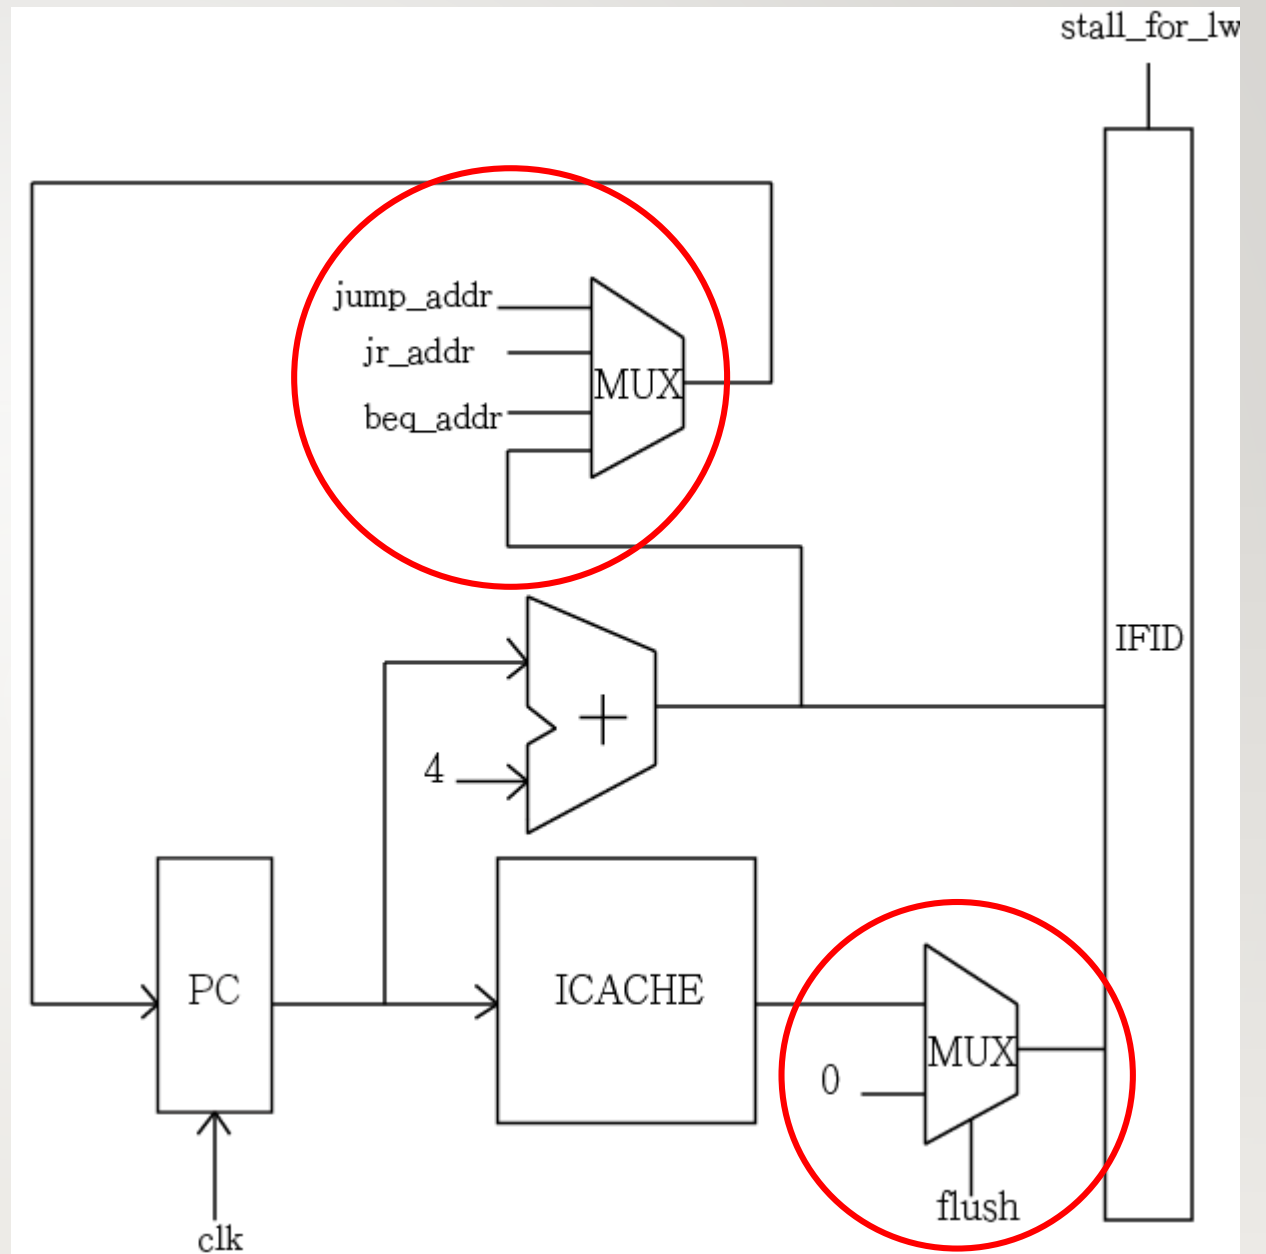 stall_for_lw
jump_addr
jr_addr
MUX
beq_addr
IFID
+
4
PC
ICACHE
MUX
0
flush
clk